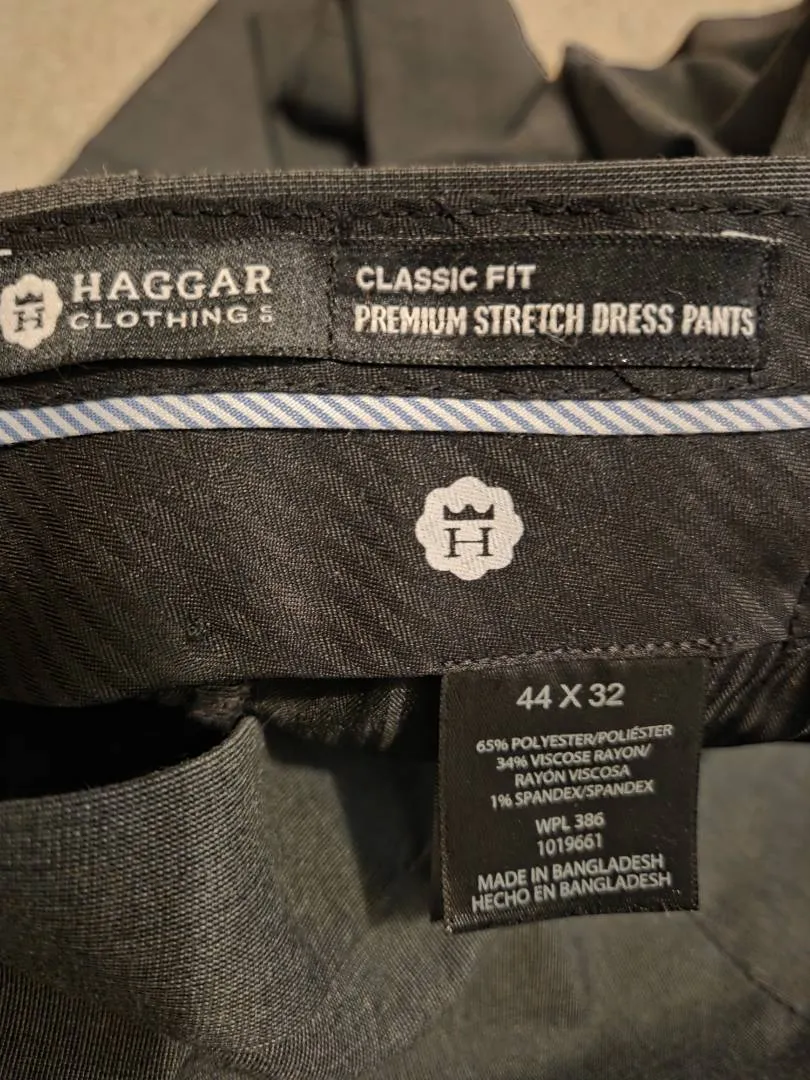 HAGGAR
CLOTHING CO
CLASSIC FIT
PREMIUM STRETCH DRESS PANTS
H
H
44 X 32
65% POLYESTER/POLIÉSTER
34% VISCOSE RAYON/
RAYÓN VISCOSA
1% SPANDEX/SPANDEX
WPL 386
1019661
MADE IN BANGLADESH
HECHO EN BANGLADESH